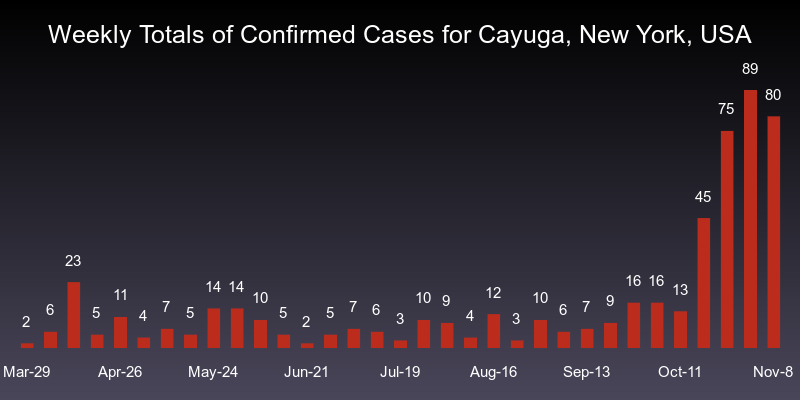 Weekly Totals of Confirmed Cases for Cayuga, New York, USA
2 6 23 5 11 4 7 5 14 14 10 5 2 5 7 6 3 10 9 4 12 3 10 6 7 9 16 16 13 45 75 89 80
Mar-29 Apr-26 May-24 Jun-21 Jul-19 Aug-16 Sep-13 Oct-11 Nov-8